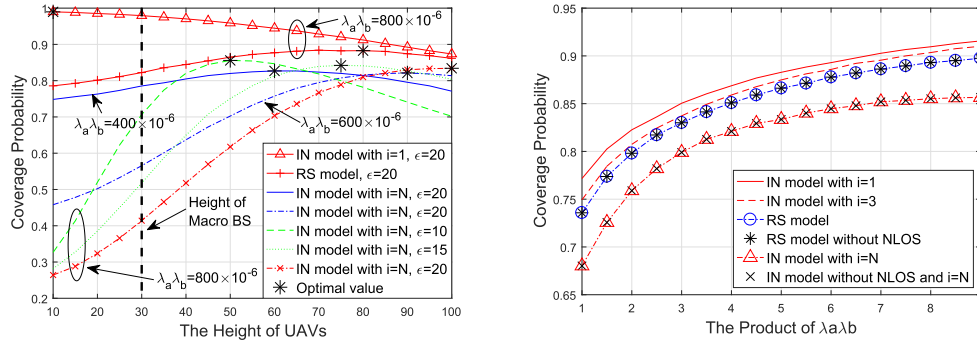 λaλb=800×10-6
λaλb=400×10-6
λaλb=600×10-6
Height of
Macro BS
λaλb=800×10-6
IN model with i=1, ϵ=20
RS model, ϵ=20
IN model with i=N, ϵ=20
IN model with i=N, ϵ=20
IN model with i=N, ϵ=10
IN model with i=N, ϵ=15
IN model with i=N, ϵ=20
Optimal value
Coverage Probability
1
0.9
0.8
0.7
0.6
0.5
0.4
0.3
0.2
10 20 30 40 50 60 70 80 90 100
The Height of UAVs
Coverage Probability
0.95
0.9
0.85
0.8
0.75
0.7
0.65
IN model with i=1
IN model with i=3
RS model
RS model without NLOS
IN model with i=N
IN model without NLOS and i=N
1 2 3 4 5 6 7 8
The Product of λaλb